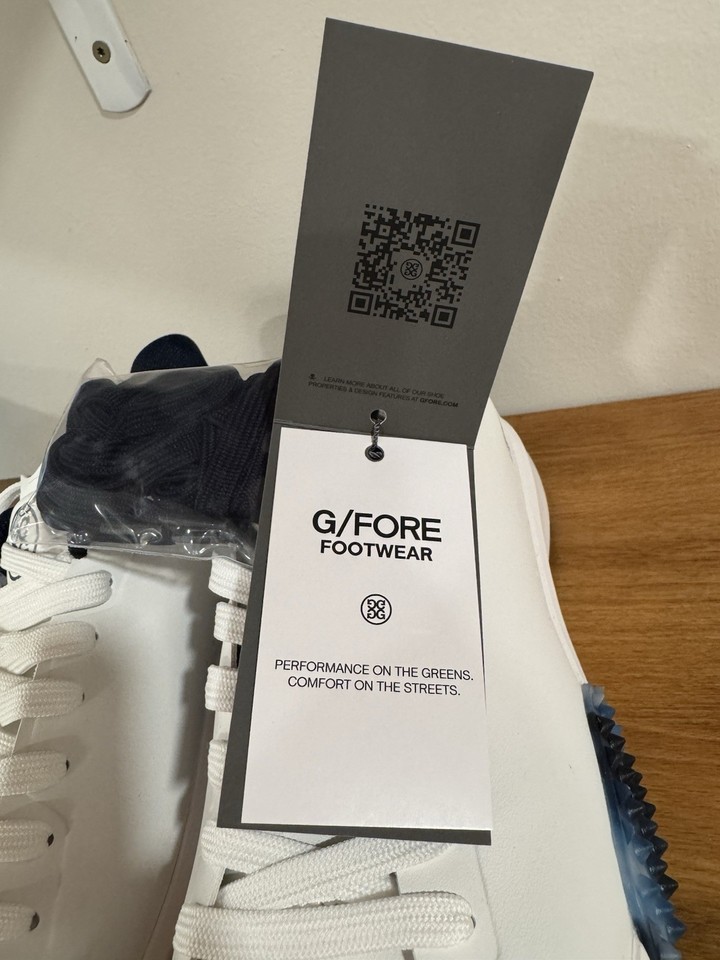 LEARN MORE ABOUT ALL OF OUR SHOE
PROPERTIES & DESIGN FEATURES AT GFORE.COM
G/FORE
FOOTWEAR
PERFORMANCE ON THE GREENS.
COMFORT ON THE STREETS.